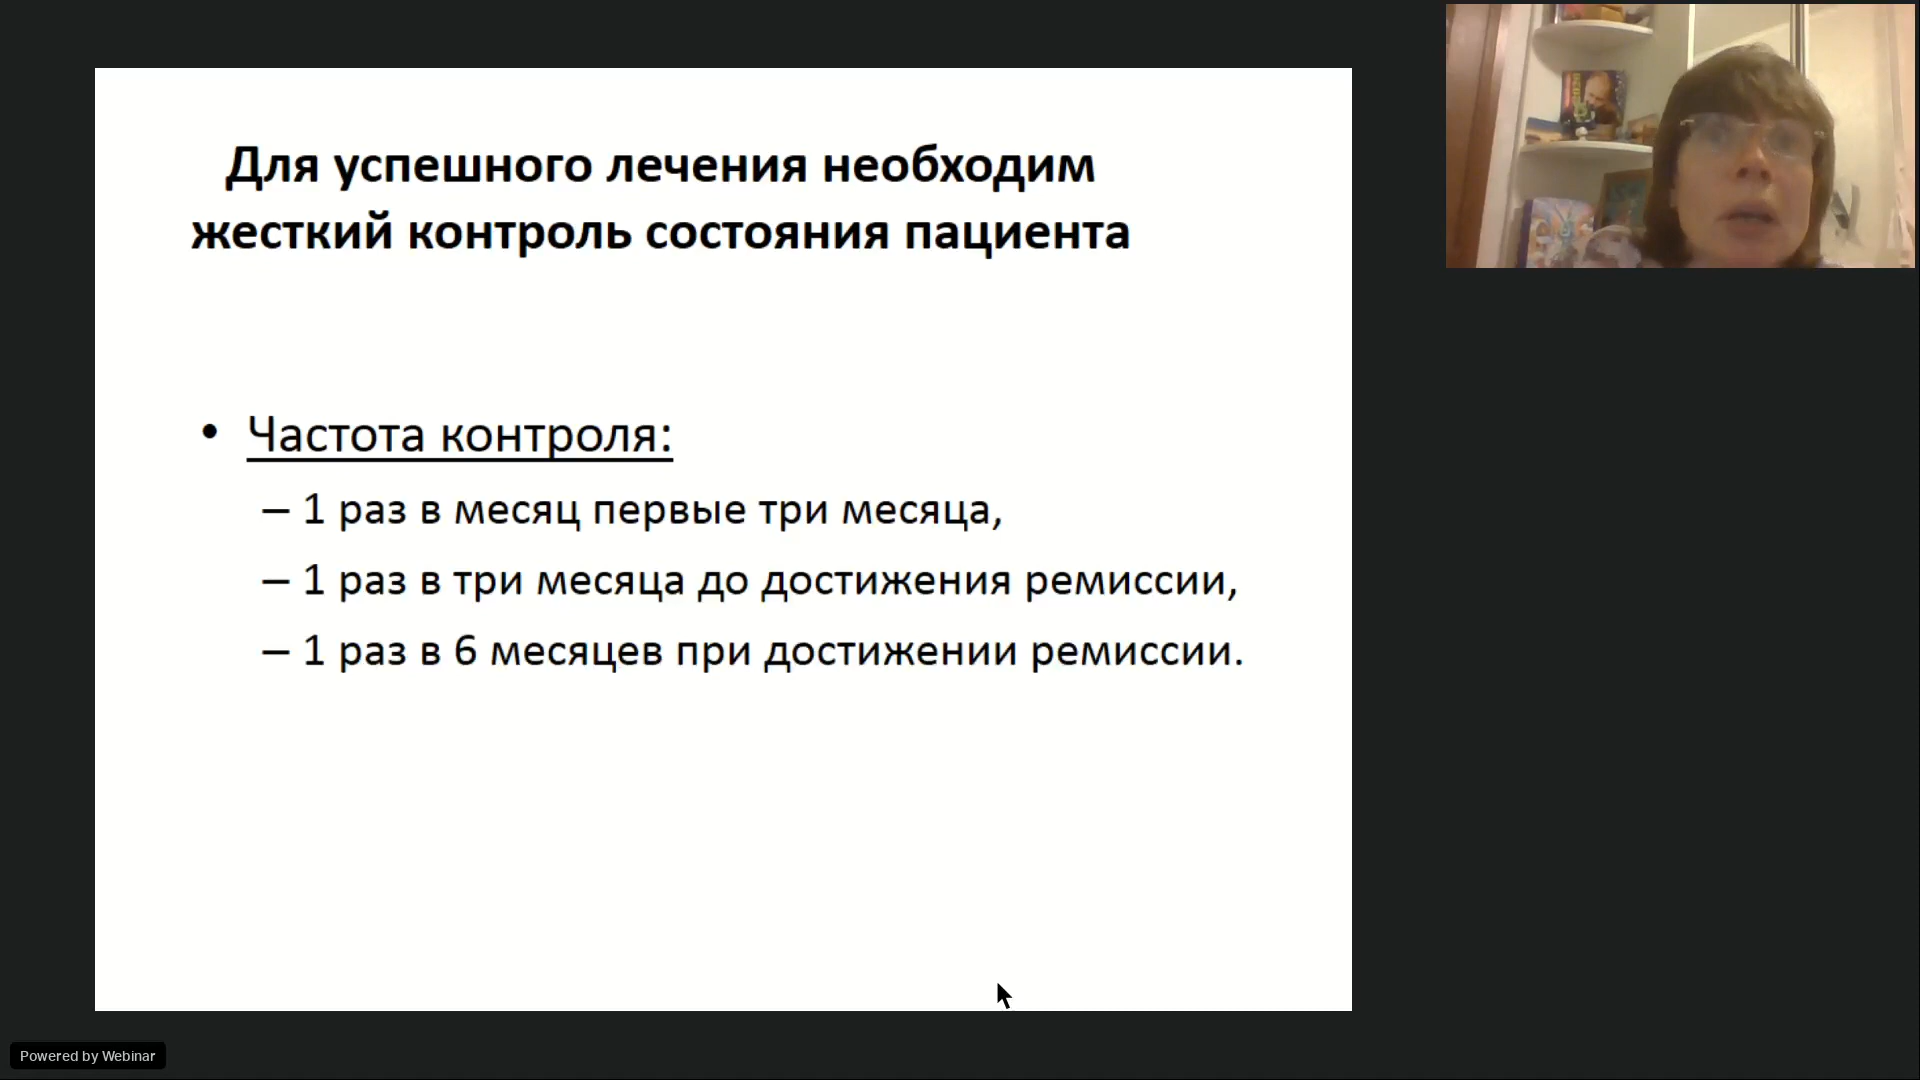 Для успешного лечения необходим
жесткий контроль состояния пациента
• Частота контроля:
– 1 раз в месяц первые три месяца,
– 1 раз в три месяца до достижения ремиссии,
– 1 раз в 6 месяцев при достижении ремиссии.
Powered by Webinar